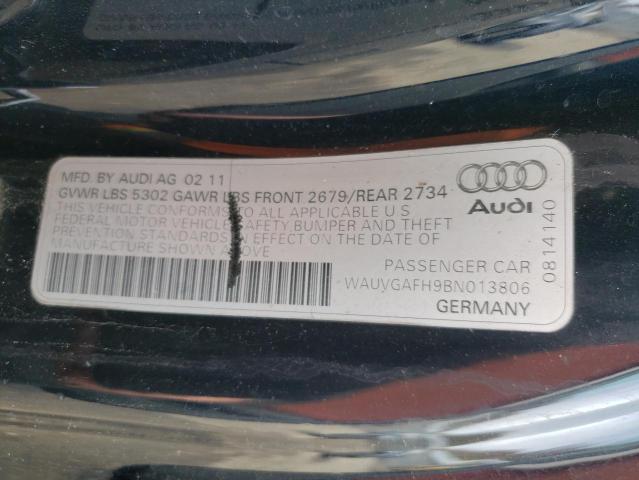 MFD. BY AUDI AG 02 11
GVWR LBS 5302 GAWR LBS FRONT 2679/REAR 2734
THIS VEHICLE CONFORMS TO ALL APPLICABLE U S
FEDERAL MOTOR VEHICLE SAFETY BUMPER AND THEFT
PREVENTION STANDARDS IN EFFECT ON THE DATE OF
MANUFACTURE SHOWN ABOVE
Audi
0814140
PASSENGER CAR
WAUVGAFH9BN013806
GERMANY